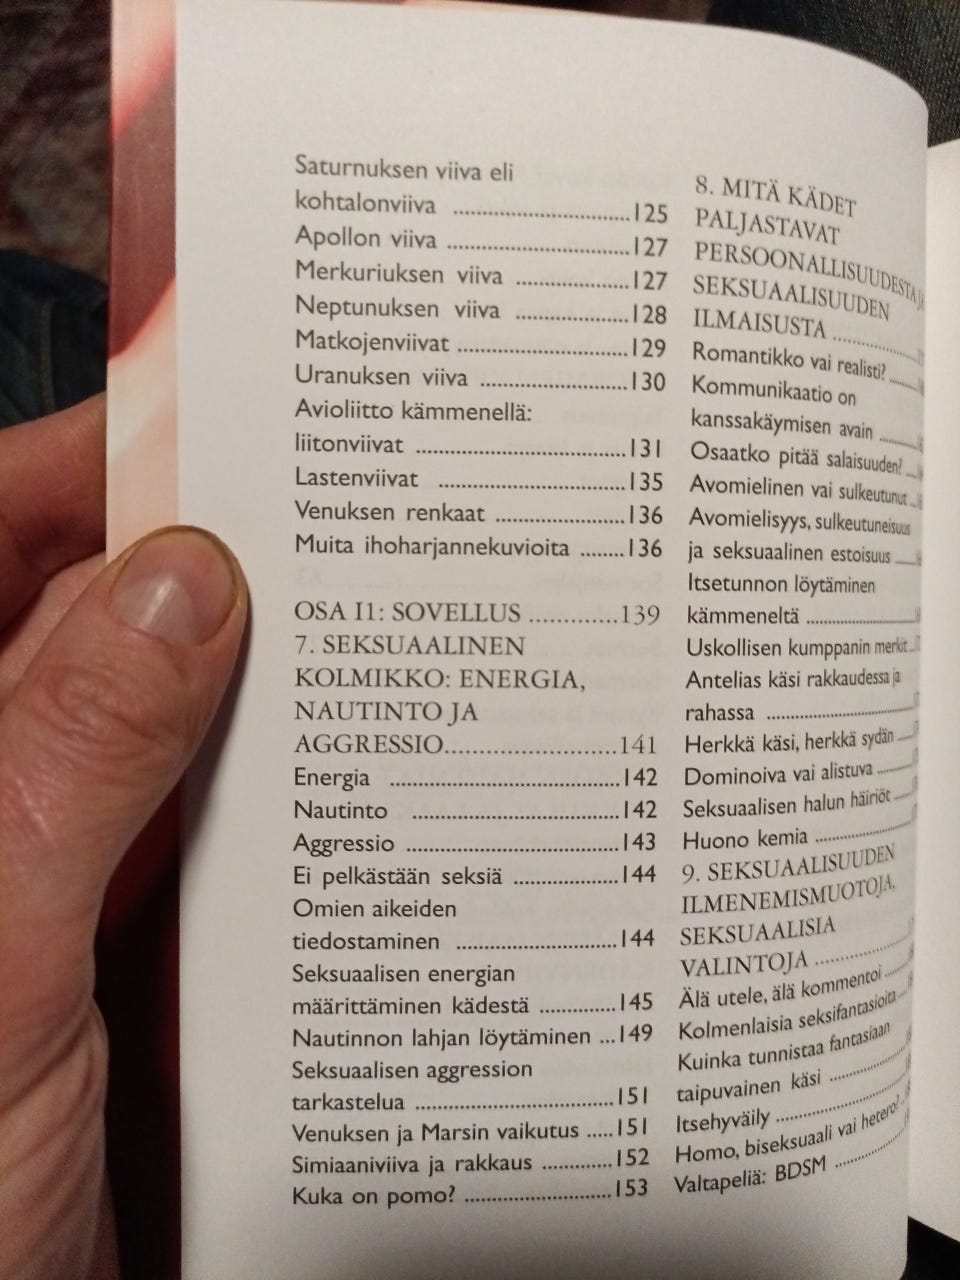 Saturnuksen viiva eli
kohtalonviiva ..............................125
Apollon viiva ...............................127
Merkuriuksen viiva ........................127
Neptunuksen viiva ........................128
Matkojenviivat .............................129
Uranuksen viiva ..........................130
Avioliitto kämmenellä:
liitonviivat ....................................131
Lastenviivat ................................135
Venuksen renkaat ......................136
Muita ihoharjannekuvioita ........136
OSA I1: SOVELLUS .............139
7. SEKSUAALINEN
KOLMIKKO: ENERGIA,
NAUTINTO JA
AGGRESSIO.........................141
Energia ........................................142
Nautinto ....................................142
Aggressio ....................................143
Ei pelkästään seksiä ...................144
Omien aikeiden
tiedostaminen ...........................144
Seksuaalisen energian
määrittäminen kädestä .............145
Nautinnon lahjan löytäminen ...149
Seksuaalisen aggression
tarkastelua ..................................151
Venuksen ja Marsin vaikutus .....151
Simiaaniviiva ja rakkaus ............152
Kuka on pomo? .........................153
8. MITÄ KÄDET
PALJASTAVAT
PERSOONALLISUUDESTA JA
SEKSUAALISUUDEN
ILMAISUSTA ................
Romantikko vai realisti? ......
Kommunikaatio on
kanssakäymisen avain .......
Osaatko pitää salaisuuden? ...
Avomielinen vai sulkeutunut ...
Avomielisyys, sulkeutuneisuus
ja seksuaalinen estoisuus .....
Itsetunnon löytäminen
kämmeneltä ......................
Uskollisen kumppanin merkit ...
Antelias käsi rakkaudessa ja
rahassa ............................
Herkkä käsi, herkkä sydän .....
Dominoiva vai alistuva .........
Seksuaalisen halun häiriöt .....
Huono kemia ....................
9. SEKSUAALISUUDEN
ILMENEMISMUOTOJA,
SEKSUAALISIA
VALINTOJA ..................
Älä utele, älä kommentoi ......
Kolmenlaisia seksifantasioita ...
Kuinka tunnistaa fantasiaan
taipuvainen käsi ................
Itsehyväily ........................
Homo, biseksuaali vai hetero? ...
Valtapeliä: BDSM ..............